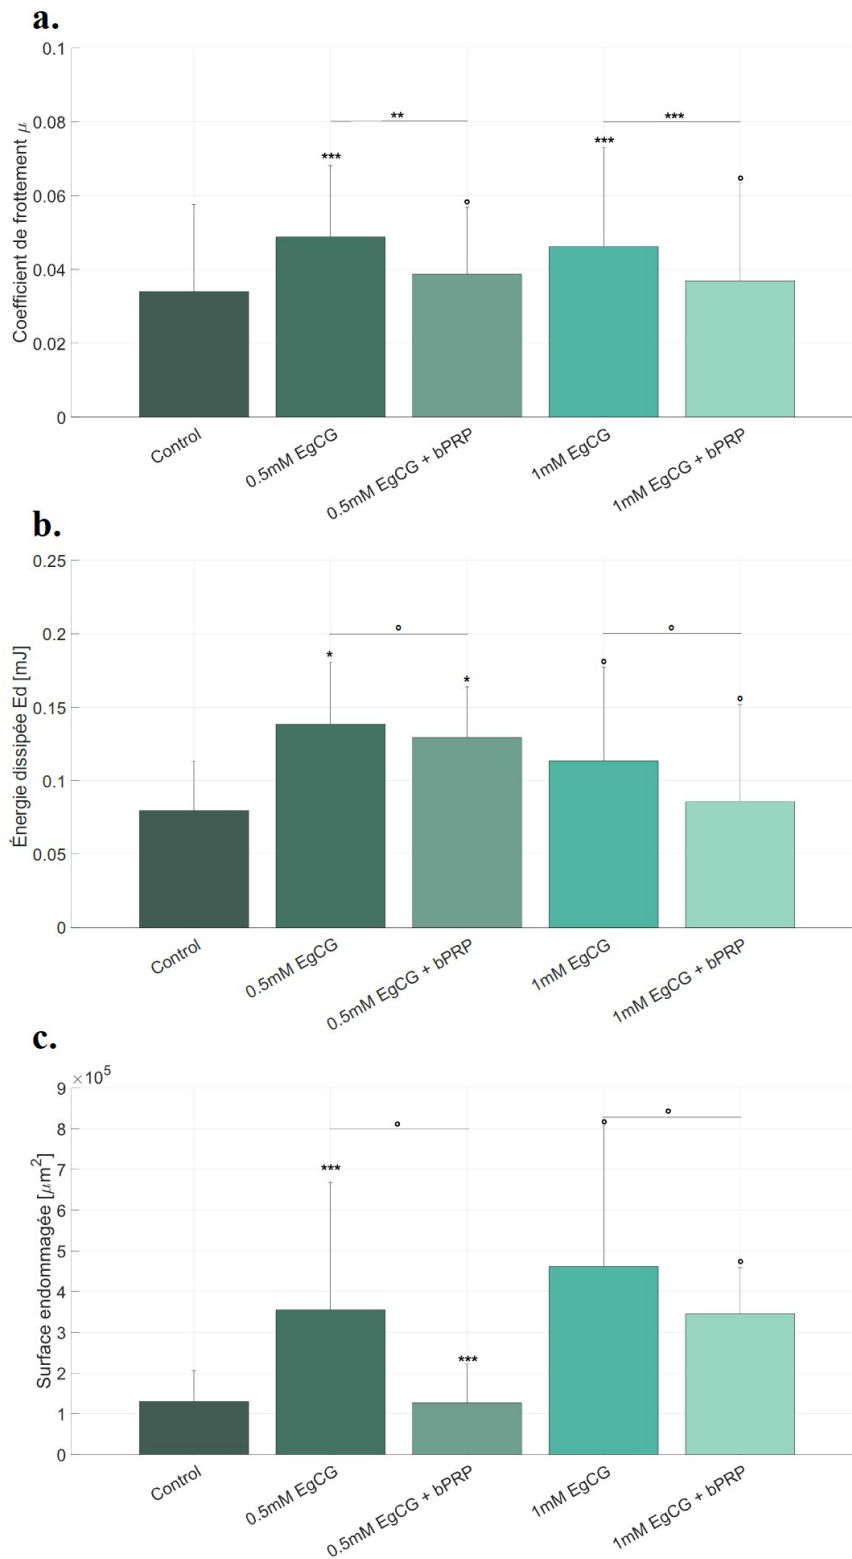 a.
0.1
0.08
0.06
0.04
0.02
0
Coefficient de frottement μ
** ***
*** ° *** °
Control
0.5mM EgCG
0.5mM EgCG + bPRP
1mM EgCG
1mM EgCG + bPRP
b.
0.25
0.2
0.15
0.1
0.05
0
Énergie dissipée Ed [mJ]
° °
* * ° °
Control
0.5mM EgCG
0.5mM EgCG + bPRP
1mM EgCG
1mM EgCG + bPRP
c.
×10⁵
9
8
7
6
5
4
3
2
1
0
Surface endommagée [μm²]
° °
*** *** ° °
Control
0.5mM EgCG
0.5mM EgCG + bPRP
1mM EgCG
1mM EgCG + bPRP